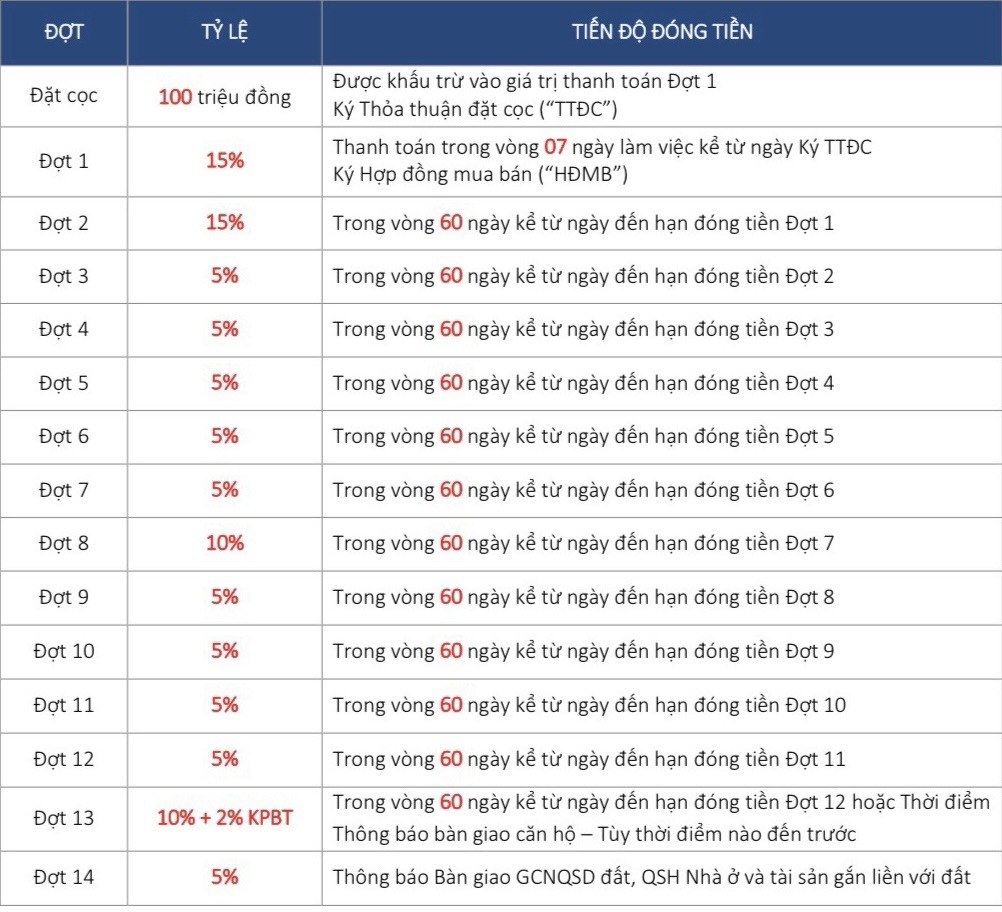 ĐỢT TỶ LỆ TIẾN ĐỘ ĐÓNG TIỀN
Đặt cọc 100 triệu đồng Được khấu trừ vào giá trị thanh toán Đợt 1
Ký Thỏa thuận đặt cọc (“TTĐC”)
Đợt 1 15% Thanh toán trong vòng 07 ngày làm việc kể từ ngày Ký TTĐC
Ký Hợp đồng mua bán (“HĐMB”)
Đợt 2 15% Trong vòng 60 ngày kể từ ngày đến hạn đóng tiền Đợt 1
Đợt 3 5% Trong vòng 60 ngày kể từ ngày đến hạn đóng tiền Đợt 2
Đợt 4 5% Trong vòng 60 ngày kể từ ngày đến hạn đóng tiền Đợt 3
Đợt 5 5% Trong vòng 60 ngày kể từ ngày đến hạn đóng tiền Đợt 4
Đợt 6 5% Trong vòng 60 ngày kể từ ngày đến hạn đóng tiền Đợt 5
Đợt 7 5% Trong vòng 60 ngày kể từ ngày đến hạn đóng tiền Đợt 6
Đợt 8 10% Trong vòng 60 ngày kể từ ngày đến hạn đóng tiền Đợt 7
Đợt 9 5% Trong vòng 60 ngày kể từ ngày đến hạn đóng tiền Đợt 8
Đợt 10 5% Trong vòng 60 ngày kể từ ngày đến hạn đóng tiền Đợt 9
Đợt 11 5% Trong vòng 60 ngày kể từ ngày đến hạn đóng tiền Đợt 10
Đợt 12 5% Trong vòng 60 ngày kể từ ngày đến hạn đóng tiền Đợt 11
Đợt 13 10% + 2% KPBT Trong vòng 60 ngày kể từ ngày đến hạn đóng tiền Đợt 12 hoặc Thời điểm
Thông báo bàn giao căn hộ – Tùy thời điểm nào đến trước
Đợt 14 5% Thông báo Bàn giao GCNQSD đất, QSH Nhà ở và tài sản gắn liền với đất